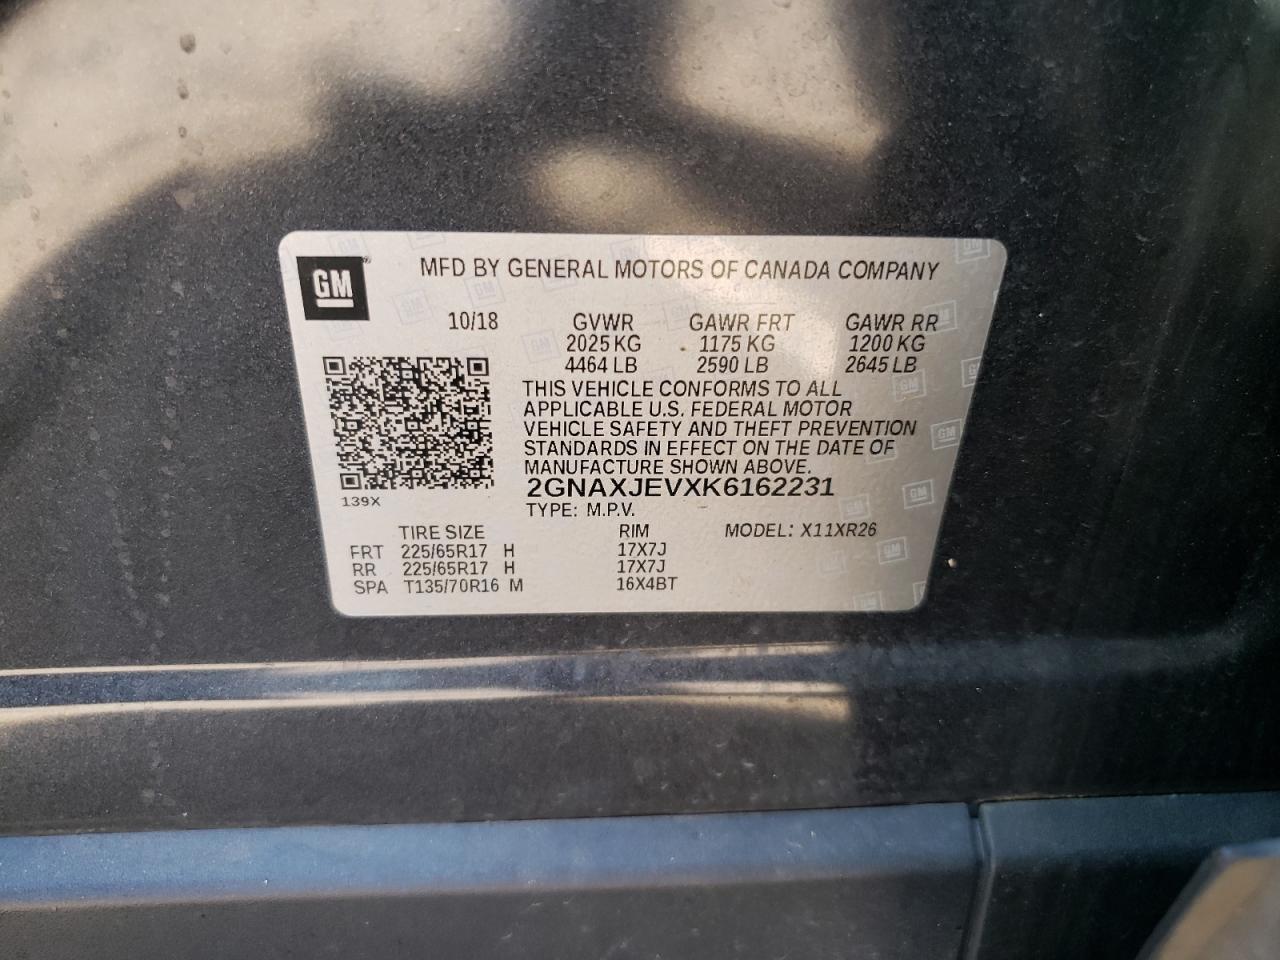 GM
MFD BY GENERAL MOTORS OF CANADA COMPANY
10/18 GVWR GAWR FRT GAWR RR
2025 KG 1175 KG 1200 KG
4464 LB 2590 LB 2645 LB
THIS VEHICLE CONFORMS TO ALL
APPLICABLE U.S. FEDERAL MOTOR
VEHICLE SAFETY AND THEFT PREVENTION
STANDARDS IN EFFECT ON THE DATE OF
MANUFACTURE SHOWN ABOVE.
2GNAXJEVXK6162231
139X
TYPE: M.P.V.
TIRE SIZE RIM MODEL: X11XR26
FRT 225/65R17 H 17X7J
RR 225/65R17 H 17X7J
SPA T135/70R16 M 16X4BT